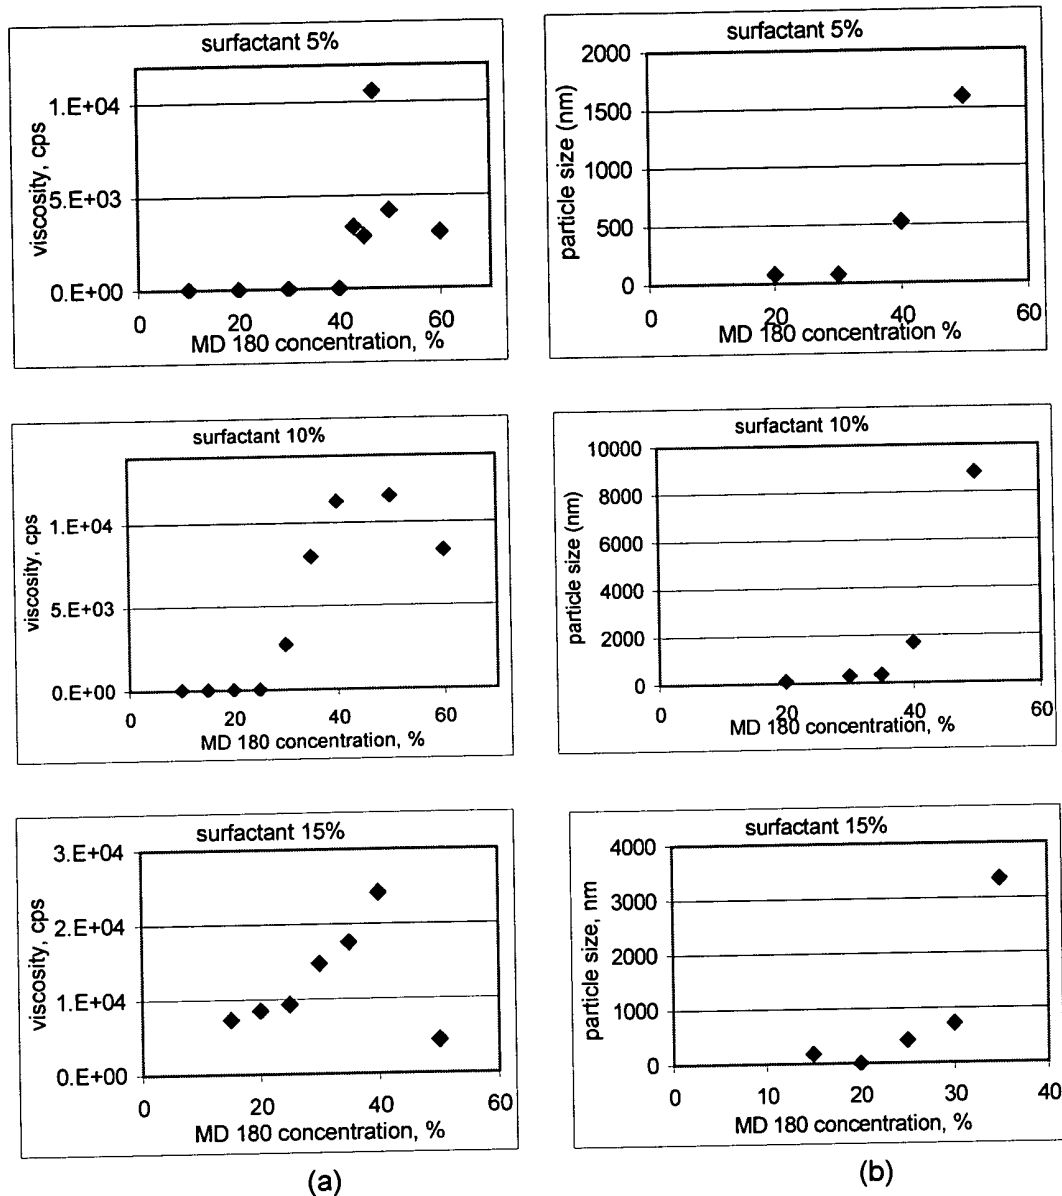 surfactant 5%
viscosity, cps
1.E+04
5.E+03
0.E+00
0 20 40 60
MD 180 concentration, %
surfactant 5%
particle size (nm)
2000
1500
1000
500
0
0 20 40 60
MD 180 concentration %
surfactant 10%
viscosity, cps
1.E+04
5.E+03
0.E+00
0 20 40 60
MD 180 concentration, %
surfactant 10%
particle size (nm)
10000
8000
6000
4000
2000
0
0 20 40 60
MD 180 concentration, %
surfactant 15%
viscosity, cps
3.E+04
2.E+04
1.E+04
0.E+00
0 20 40 60
MD 180 concentration, %
surfactant 15%
particle size, nm
4000
3000
2000
1000
0
0 10 20 30 40
MD 180 concentration, %
(a)
(b)